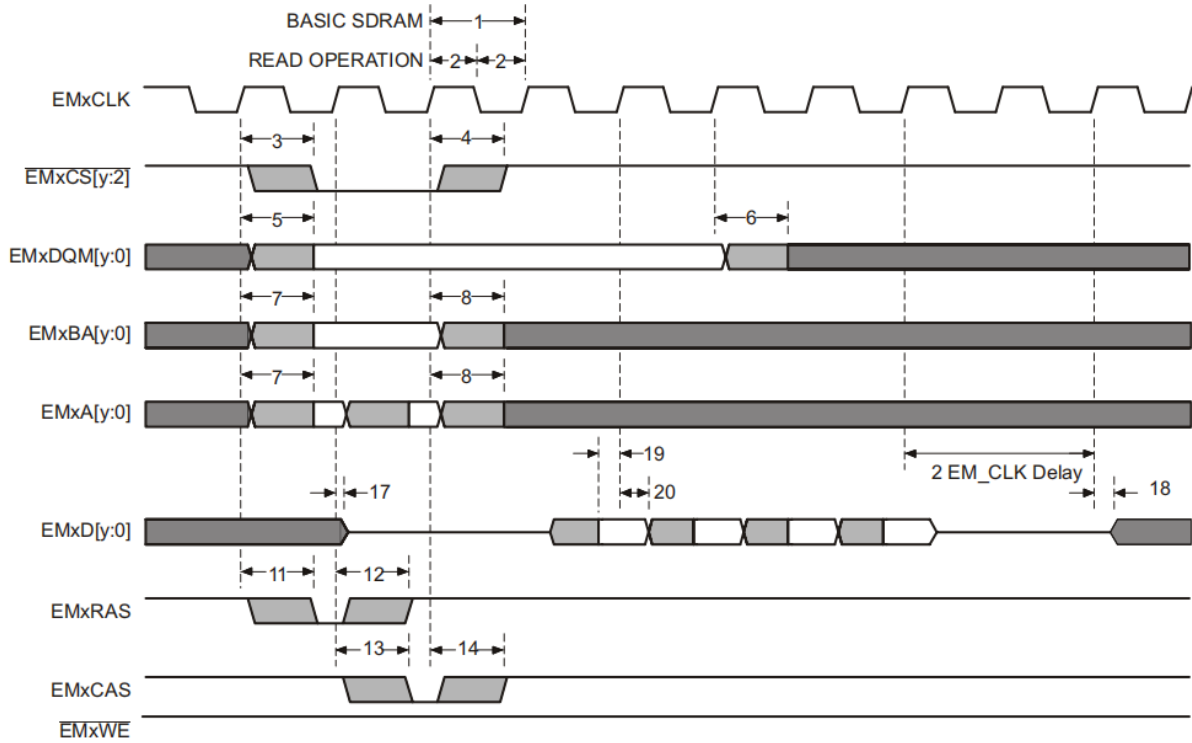 BASIC SDRAM 1
READ OPERATION 2 2
EMxCLK
3 4
EMxCS[y:2]
5 6
EMxDQM[y:0]
7 8
EMxBA[y:0]
7 8
EMxA[y:0]
19
2 EM_CLK Delay
17 20 18
EMxD[y:0]
11 12
EMxRAS
13 14
EMxCAS
EMxWE